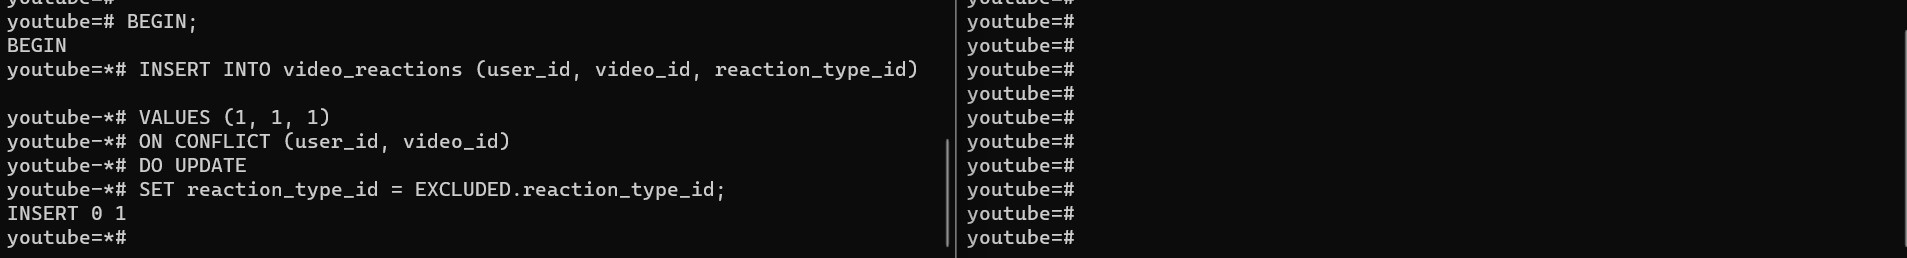 youtube=#
youtube=# BEGIN;
BEGIN
youtube=*# INSERT INTO video_reactions (user_id, video_id, reaction_type_id)
youtube-*# VALUES (1, 1, 1)
youtube-*# ON CONFLICT (user_id, video_id)
youtube-*# DO UPDATE
youtube-*# SET reaction_type_id = EXCLUDED.reaction_type_id;
INSERT 0 1
youtube=*#
youtube=#
youtube=#
youtube=#
youtube=#
youtube=#
youtube=#
youtube=#
youtube=#
youtube=#
youtube=#
youtube=#